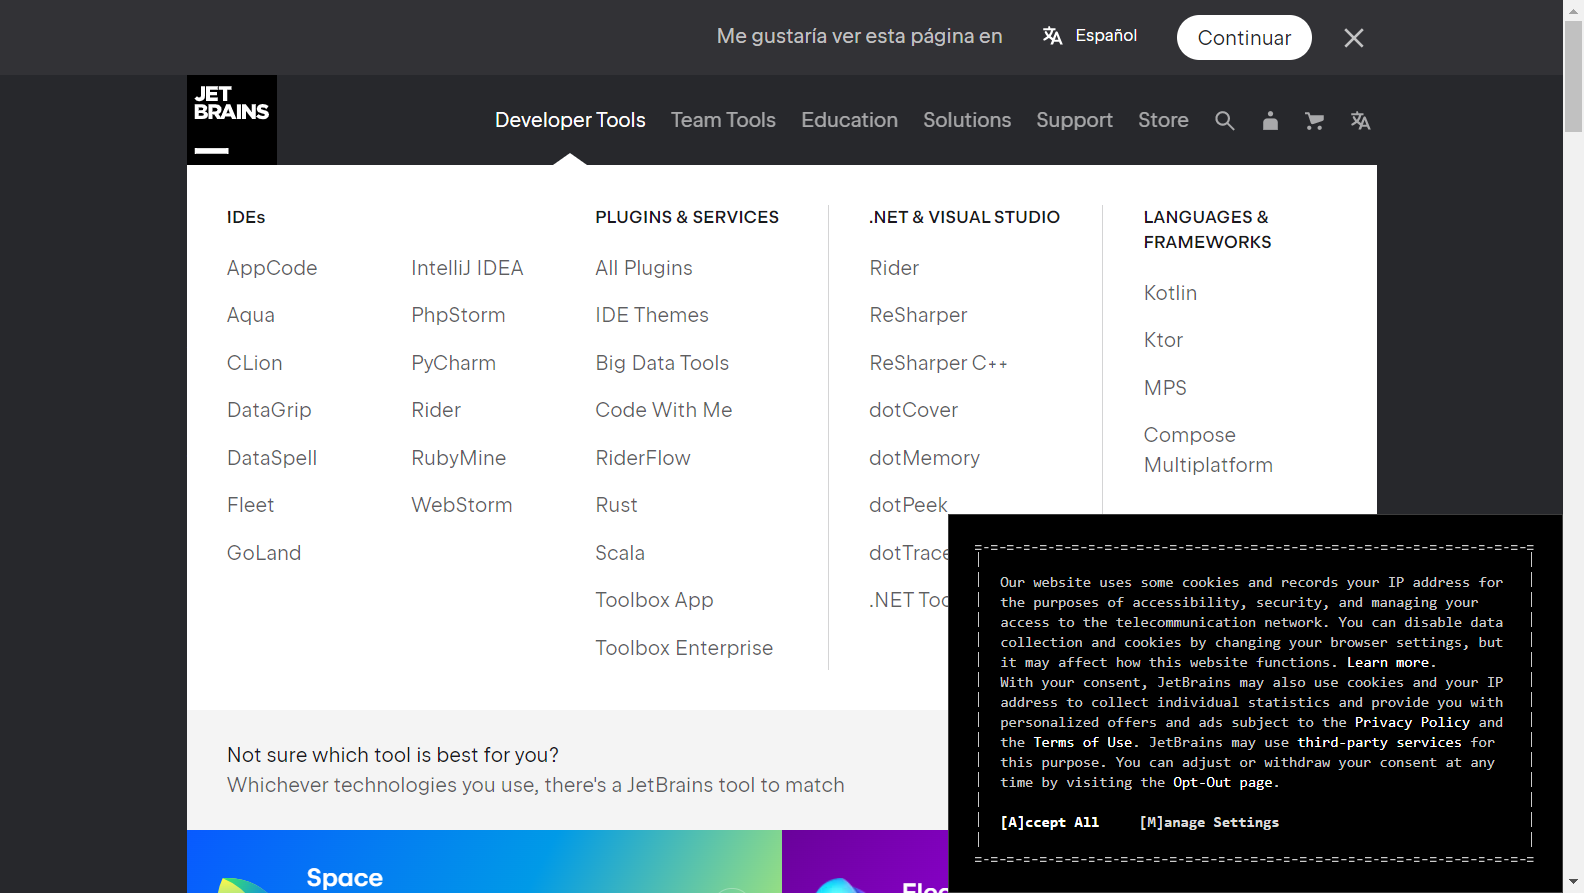 Me gustaría ver esta página en
Español
Continuar
JET
BRAINS
Developer Tools
Team Tools
Education
Solutions
Support
Store
IDEs
AppCode
Aqua
CLion
DataGrip
DataSpell
Fleet
GoLand
IntelliJ IDEA
PhpStorm
PyCharm
Rider
RubyMine
WebStorm
PLUGINS & SERVICES
All Plugins
IDE Themes
Big Data Tools
Code With Me
RiderFlow
Rust
Scala
Toolbox App
Toolbox Enterprise
.NET & VISUAL STUDIO
Rider
ReSharper
ReSharper C++
dotCover
dotMemory
dotPeek
dotTrace
.NET
LANGUAGES &
FRAMEWORKS
Kotlin
Ktor
MPS
Compose
Multiplatform
Not sure which tool is best for you?
Whichever technologies you use, there's a JetBrains tool to match
Space
Our website uses some cookies and records your IP address for
the purposes of accessibility, security, and managing your
access to the telecommunication network. You can disable data
collection and cookies by changing your browser settings, but
it may affect how this website functions. Learn more.
With your consent, JetBrains may also use cookies and your IP
address to collect individual statistics and provide you with
personalized offers and ads subject to the Privacy Policy and
the Terms of Use. JetBrains may use third-party services for
this purpose. You can adjust or withdraw your consent at any
time by visiting the Opt-Out page.
[A]ccept All
[M]anage Settings